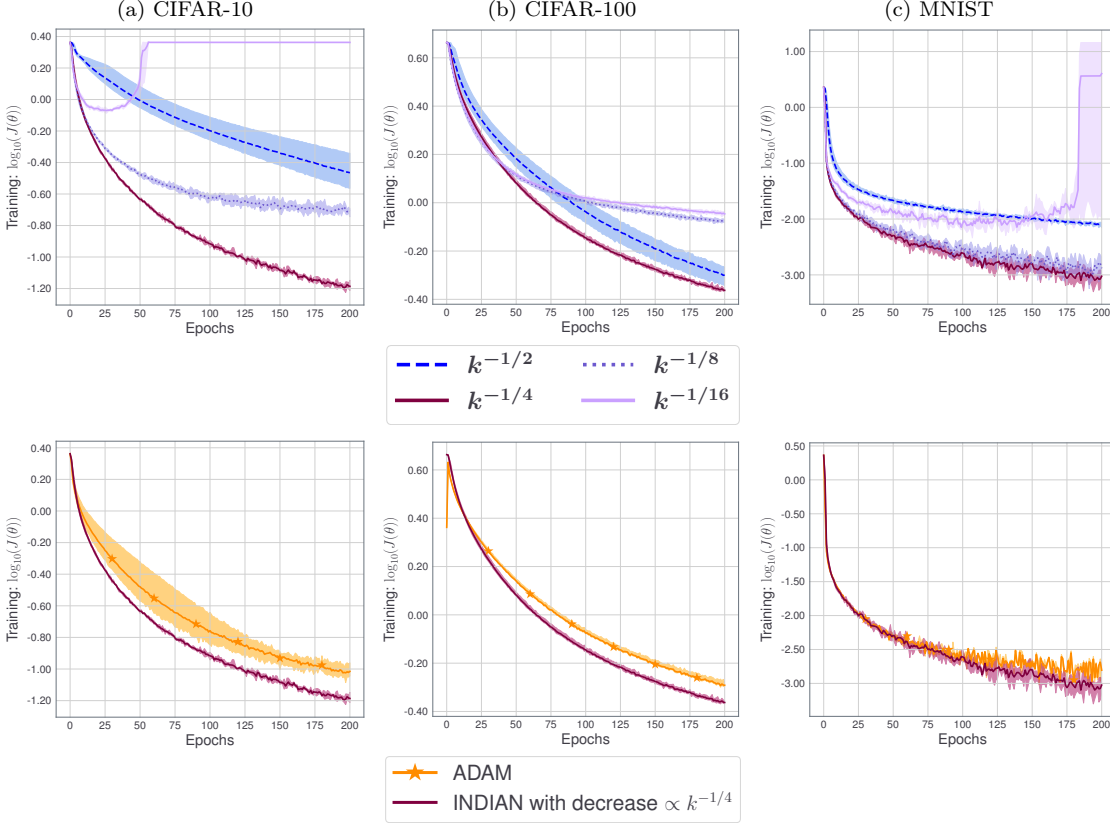 (a) CIFAR-10
(b) CIFAR-100
(c) MNIST
Training: log₁₀(J(θ))
0.40
0.20
0.00
-0.20
-0.40
-0.60
-0.80
-1.00
-1.20
0 25 50 75 100 125 150 175 200
Epochs
Training: log₁₀(J(θ))
0.60
0.40
0.20
0.00
-0.20
-0.40
0 25 50 75 100 125 150 175 200
Epochs
Training: log₁₀(J(θ))
1.00
0.00
-1.00
-2.00
-3.00
0 25 50 75 100 125 150 175 200
Epochs
k^{-1/2} k^{-1/8}
k^{-1/4} k^{-1/16}
Training: log₁₀(J(θ))
0.40
0.20
0.00
-0.20
-0.40
-0.60
-0.80
-1.00
-1.20
0 25 50 75 100 125 150 175 200
Epochs
Training: log₁₀(J(θ))
0.60
0.40
0.20
0.00
-0.20
-0.40
0 25 50 75 100 125 150 175 200
Epochs
Training: log₁₀(J(θ))
0.50
0.00
-0.50
-1.00
-1.50
-2.00
-2.50
-3.00
0 25 50 75 100 125 150 175 200
Epochs
ADAM
INDIAN with decrease ∝ k^{-1/4}